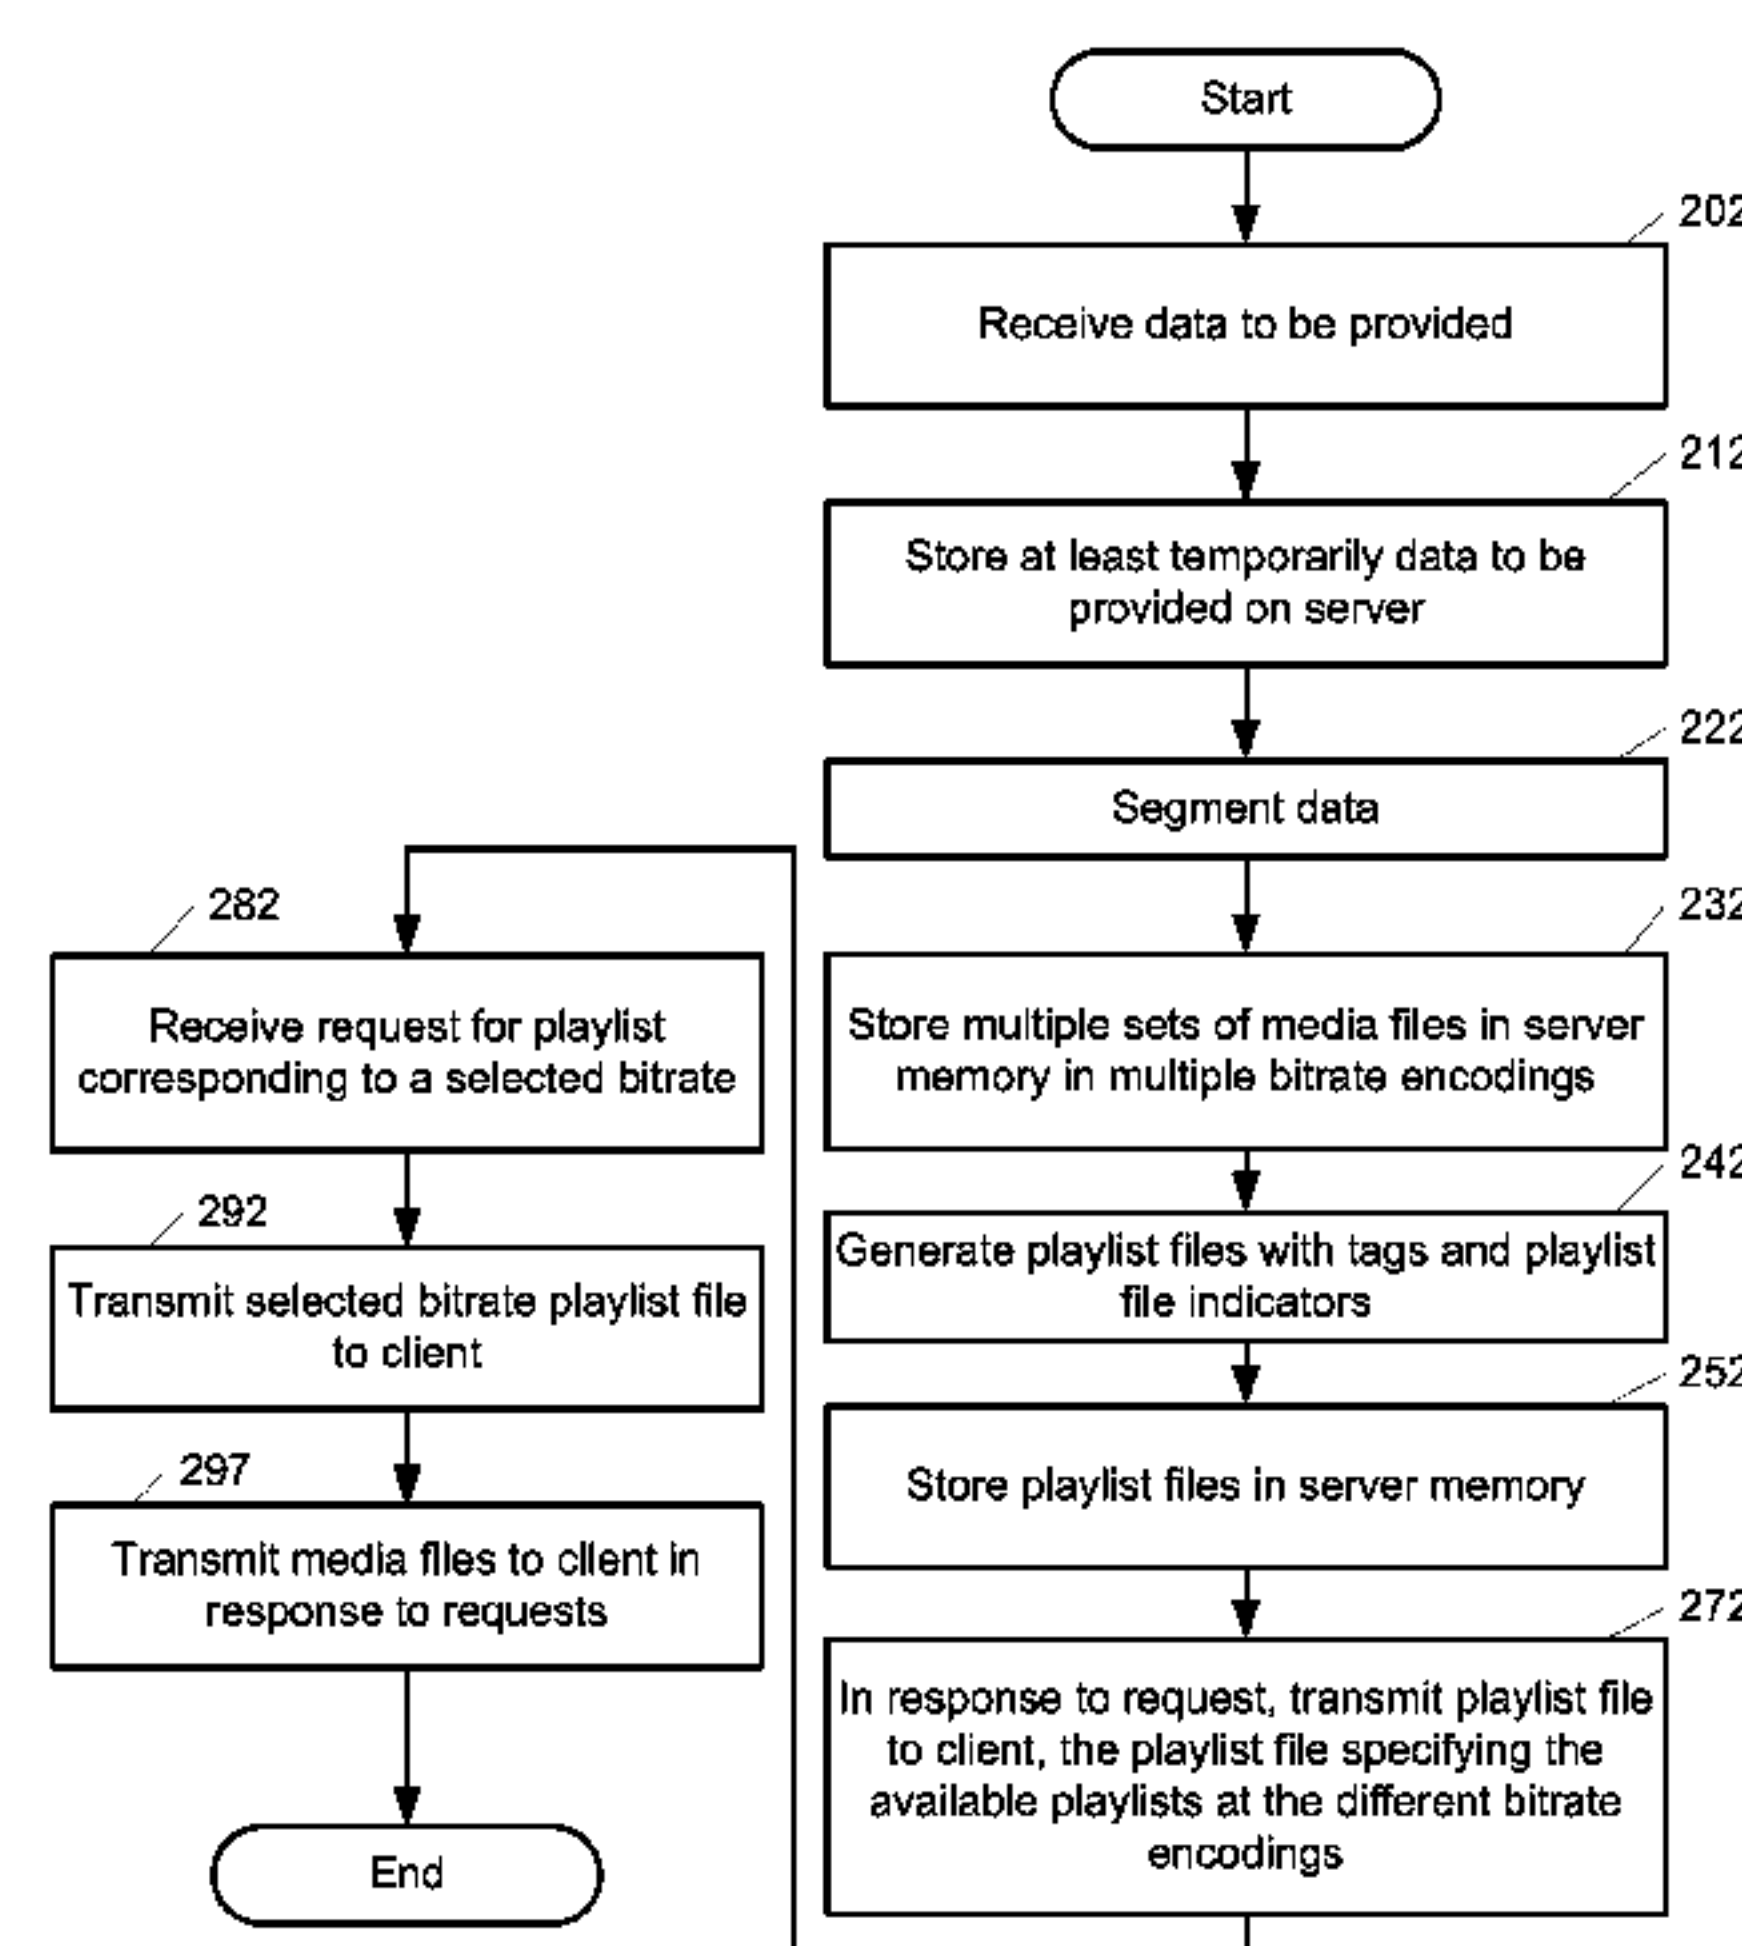 Start
202
Receive data to be provided
212
Store at least temporarily data to be
provided on server
222
Segment data
232
Store multiple sets of media files in server
memory in multiple bitrate encodings
242
Generate playlist files with tags and playlist
file indicators
252
Store playlist files in server memory
272
In response to request, transmit playlist file
to client, the playlist file specifying the
available playlists at the different bitrate
encodings
282
Receive request for playlist
corresponding to a selected bitrate
292
Transmit selected bitrate playlist file
to client
297
Transmit media files to client in
response to requests
End